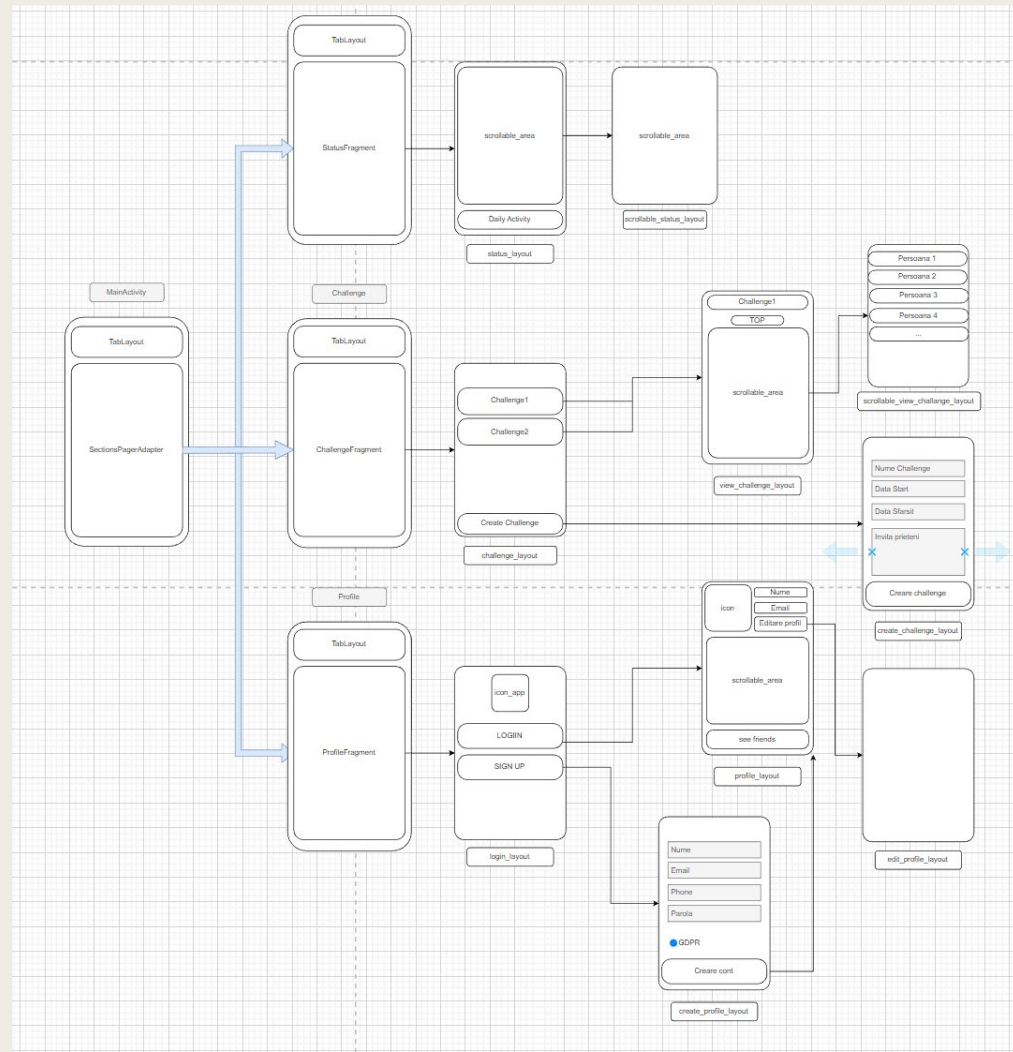 TabLayout
StatusFragment
scrollable_area
Daily Activity
status_layout
scrollable_area
scrollable_status_layout
MainActivity
TabLayout
SectionsPagerAdapter
Challenge
TabLayout
ChallengeFragment
Challenge1
Challenge2
Create Challenge
challenge_layout
Challenge1
TOP
scrollable_area
view_challenge_layout
Persoana 1
Persoana 2
Persoana 3
Persoana 4
...
scrollable_view_challange_layout
Nume Challenge
Data Start
Data Sfarsit
Invita prieteni
Creare challenge
create_challenge_layout
Profile
TabLayout
ProfileFragment
icon_app
LOGIIN
SIGN UP
login_layout
icon
Nume
Email
Editare profil
scrollable_area
see friends
profile_layout
edit_profile_layout
Nume
Email
Phone
Parola
GDPR
Creare cont
create_profile_layout